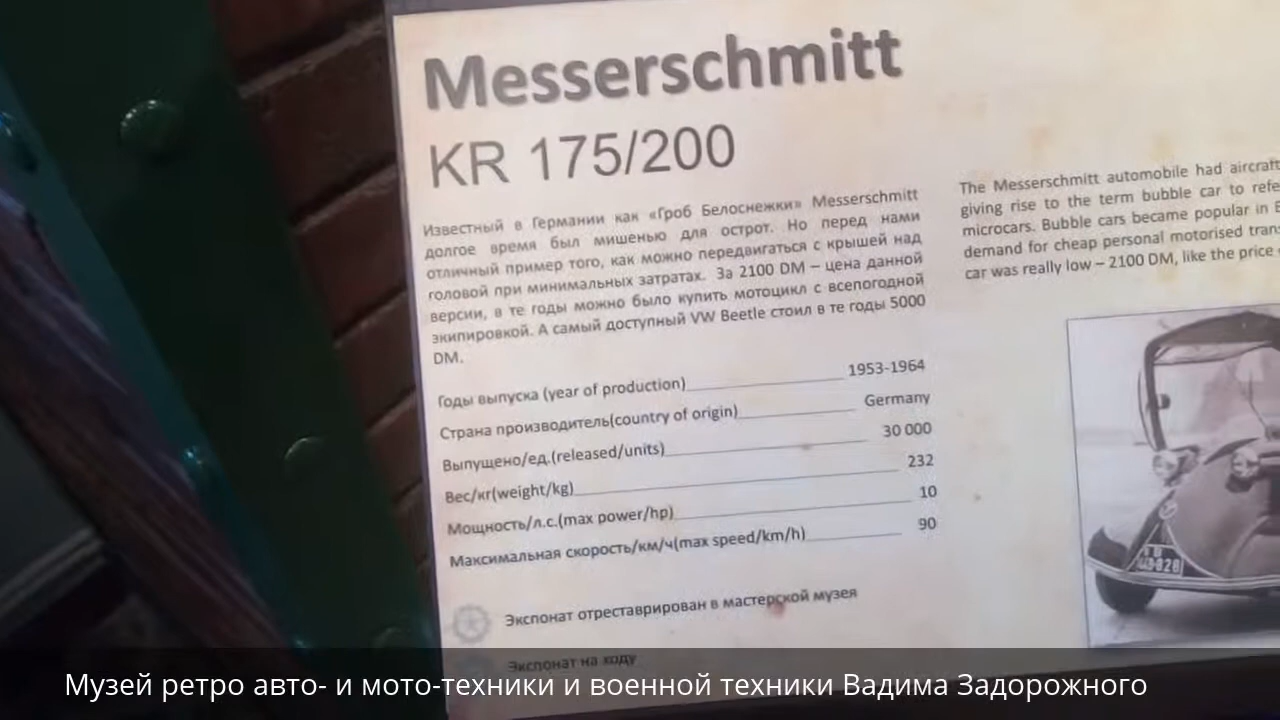 Messerschmitt
KR 175/200
Известный в Германии как «Гроб Белоснежки» Messerschmitt
долгое время был мишенью для острот. Но перед нами
отличный пример того, как можно передвигаться с крышей над
головой при минимальных затратах. За 2100 DM – цена данной
версии, в те годы можно было купить мотоцикл с всепогодной
экипировкой. А самый доступный VW Beetle стоил в те годы 5000
DM.
Годы выпуска (year of production) 1953-1964
Страна производитель(country of origin) Germany
Выпущено/ед.(released/units) 30 000
Вес/кг(weight/kg) 232
Мощность/л.с.(max power/hp) 10
Максимальная скорость/км/ч(max speed/km/h) 90
Экспонат отреставрирован в мастерской музея
Экспонат на ходу
The Messerschmitt automobile had aircraft
giving rise to the term bubble car to refe
microcars. Bubble cars became popular in E
demand for cheap personal motorised tran
car was really low – 2100 DM, like the price
Музей ретро авто- и мото-техники и военной техники Вадима Задорожного